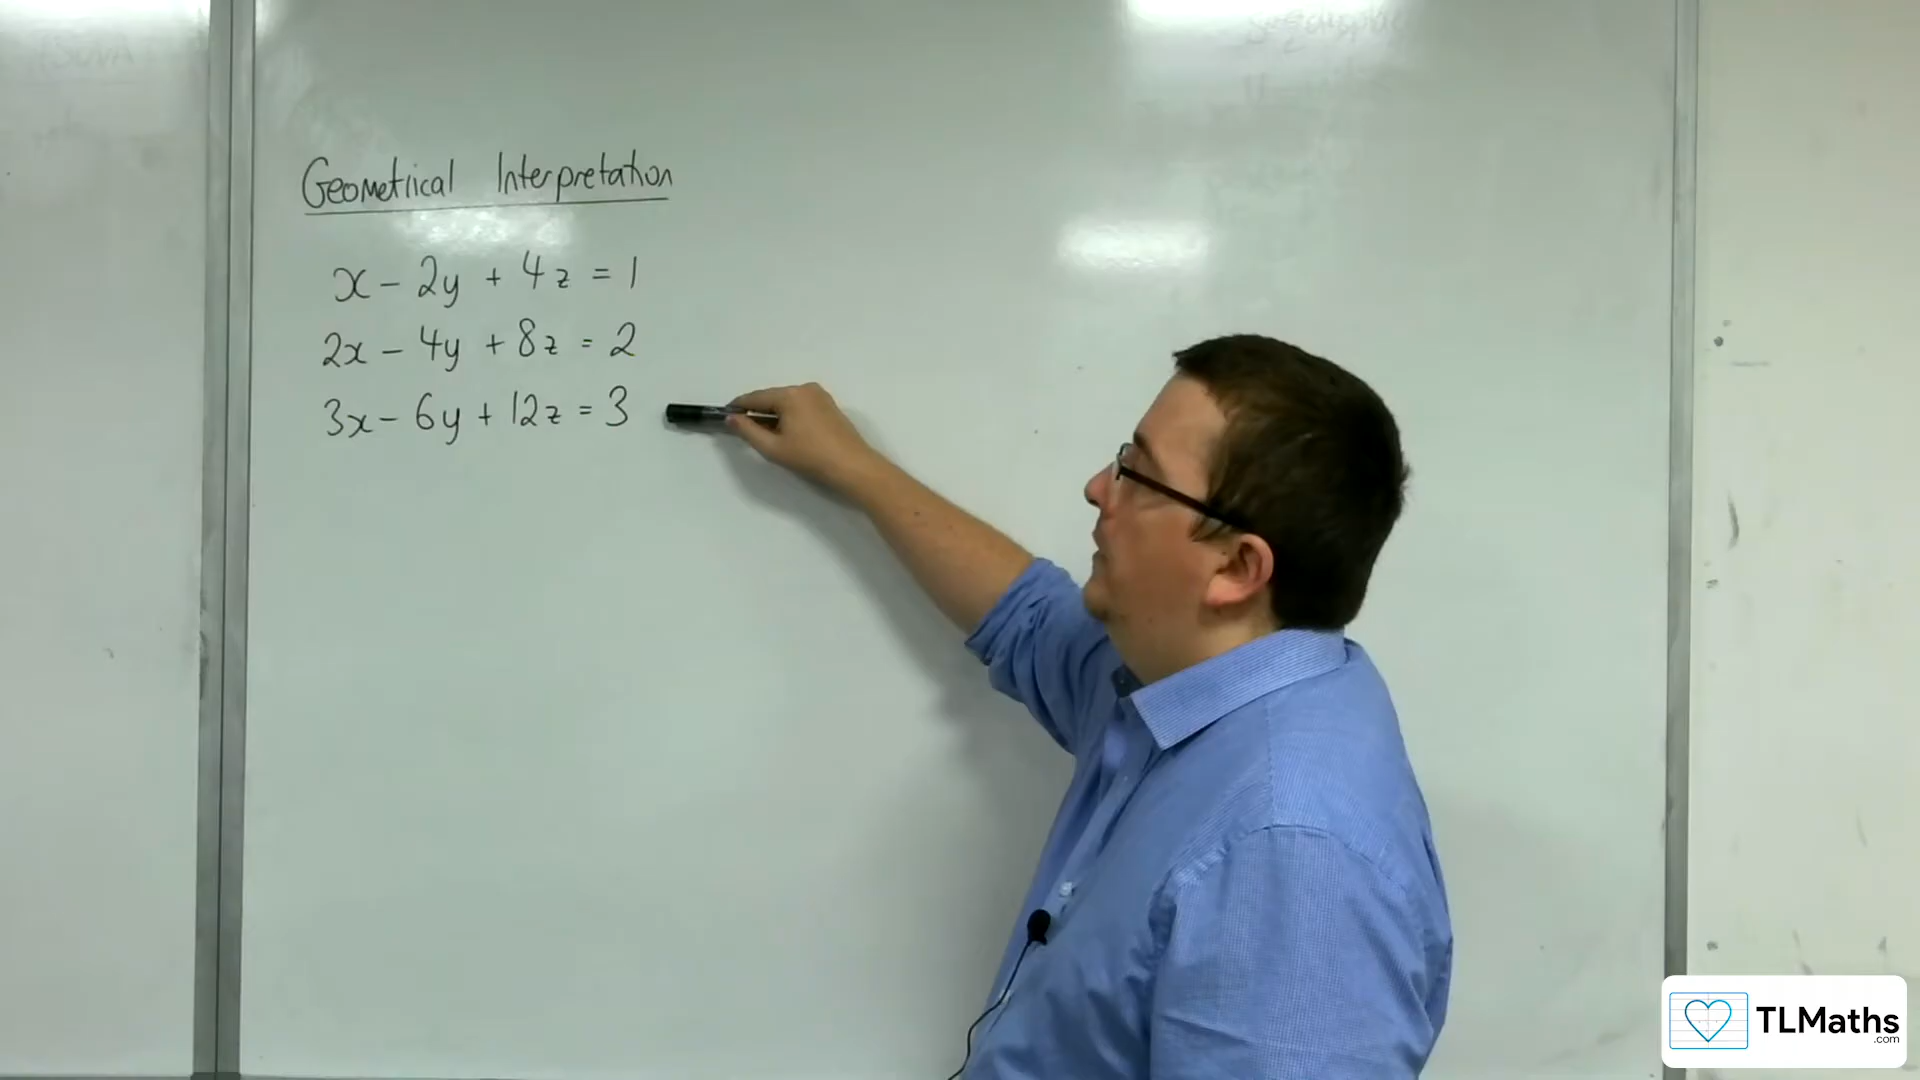 Geometrical Interpretation
x - 2y + 4z = 1
2x - 4y + 8z = 2
3x - 6y + 12z = 3
TLMaths
.com